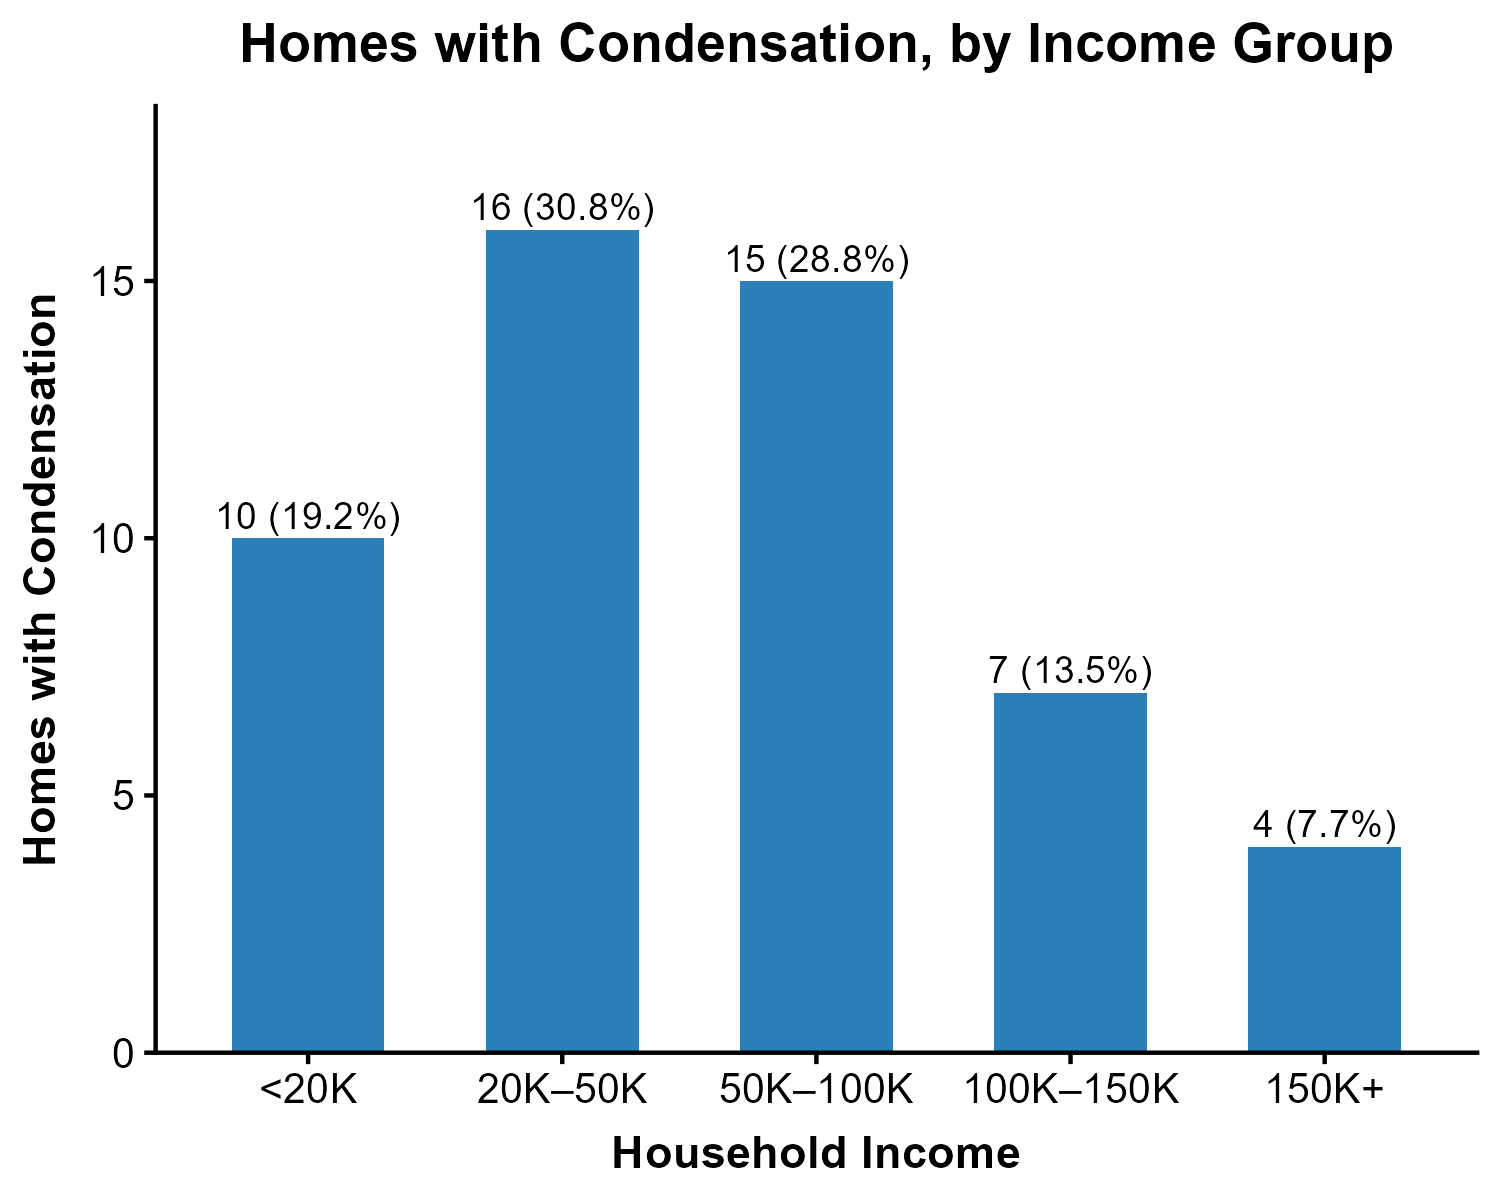 Homes with Condensation, by Income Group
Homes with Condensation
15
10
5
0
10 (19.2%)
16 (30.8%)
15 (28.8%)
7 (13.5%)
4 (7.7%)
<20K
20K–50K
50K–100K
100K–150K
150K+
Household Income